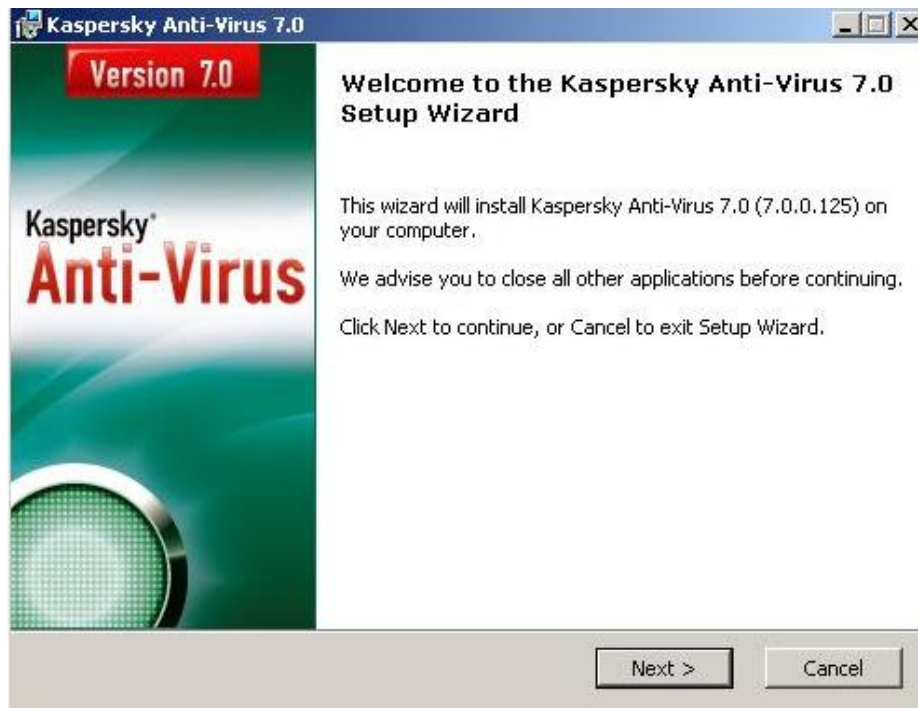 Kaspersky Anti-Virus 7.0
Version 7.0
Kaspersky
Anti-Virus
Welcome to the Kaspersky Anti-Virus 7.0
Setup Wizard
This wizard will install Kaspersky Anti-Virus 7.0 (7.0.0.125) on
your computer.
We advise you to close all other applications before continuing.
Click Next to continue, or Cancel to exit Setup Wizard.
Next >
Cancel